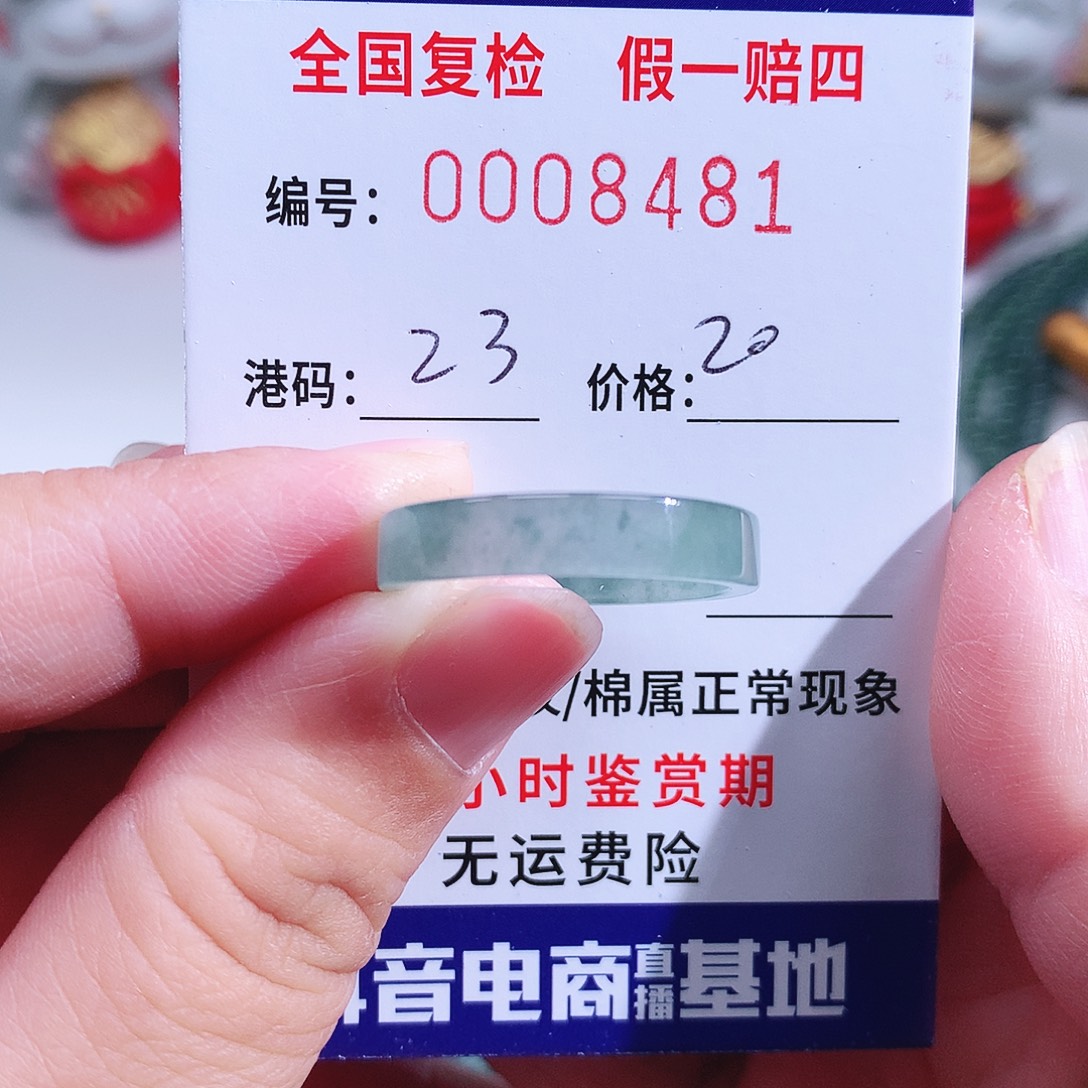 全国复检 假一赔四
编号：0008481
港码：23 价格：20
/棉属正常现象
小时鉴赏期
无运费险
音电商直播基地